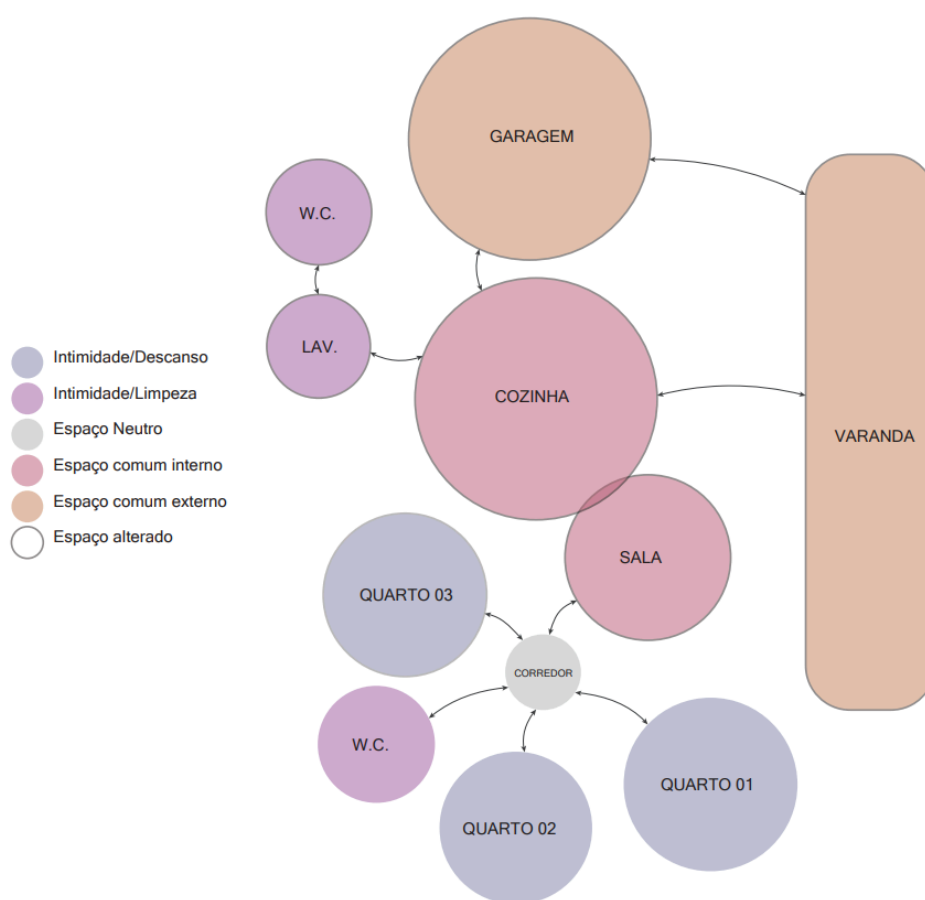 GARAGEM
W.C.
LAV.
COZINHA
VARANDA
Intimidade/Descanso
Intimidade/Limpeza
Espaço Neutro
Espaço comum interno
Espaço comum externo
Espaço alterado
SALA
QUARTO 03
CORREDOR
W.C.
QUARTO 01
QUARTO 02